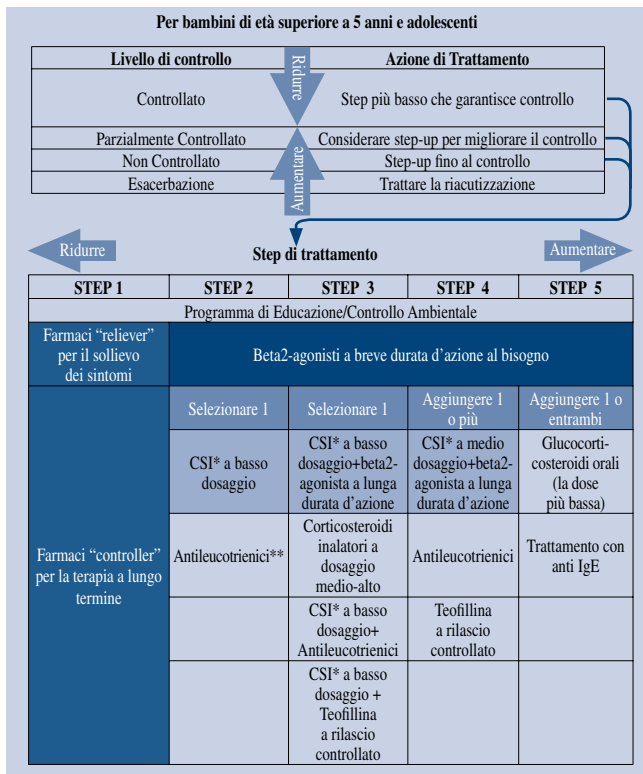 Per bambini di età superiore a 5 anni e adolescenti
Livello di controllo
Ridurre
Azione di Trattamento
Controllato
Step più basso che garantisce controllo
Parzialmente Controllato
Aumentare
Considerare step-up per migliorare il controllo
Non Controllato
Step-up fino al controllo
Esacerbazione
Trattare la riacutizzazione
Ridurre
Step di trattamento
Aumentare
STEP 1
STEP 2
STEP 3
STEP 4
STEP 5
Programma di Educazione/Controllo Ambientale
Farmaci “reliever”
per il sollievo
dei sintomi
Beta2-agonisti a breve durata d’azione al bisogno
Farmaci “controller”
per la terapia a lungo
termine
Selezionare 1
Selezionare 1
Aggiungere 1
o più
Aggiungere 1 o
entrambi
CSI* a basso
dosaggio
CSI* a basso
dosaggio+beta2-
agonista a lunga
durata d’azione
CSI* a medio
dosaggio+beta2-
agonista a lunga
durata d’azione
Glucocorti-
costeroidi orali
(la dose
più bassa)
Antileucotrienici**
Corticosteroidi
inalatori a
dosaggio
medio-alto
Antileucotrienici
Trattamento con
anti IgE
CSI* a basso
dosaggio+
Antileucotrienici
Teofillina
a rilascio
controllato
CSI* a basso
dosaggio +
Teofillina
a rilascio
controllato